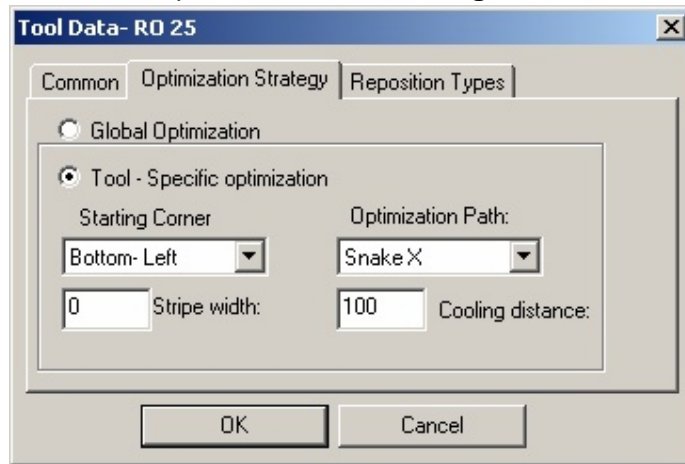 Tool Data- RO 25
Common Optimization Strategy Reposition Types
Global Optimization
Tool - Specific optimization
Starting Corner Optimization Path:
Bottom- Left Snake X
0 Stripe width: 100 Cooling distance:
OK Cancel